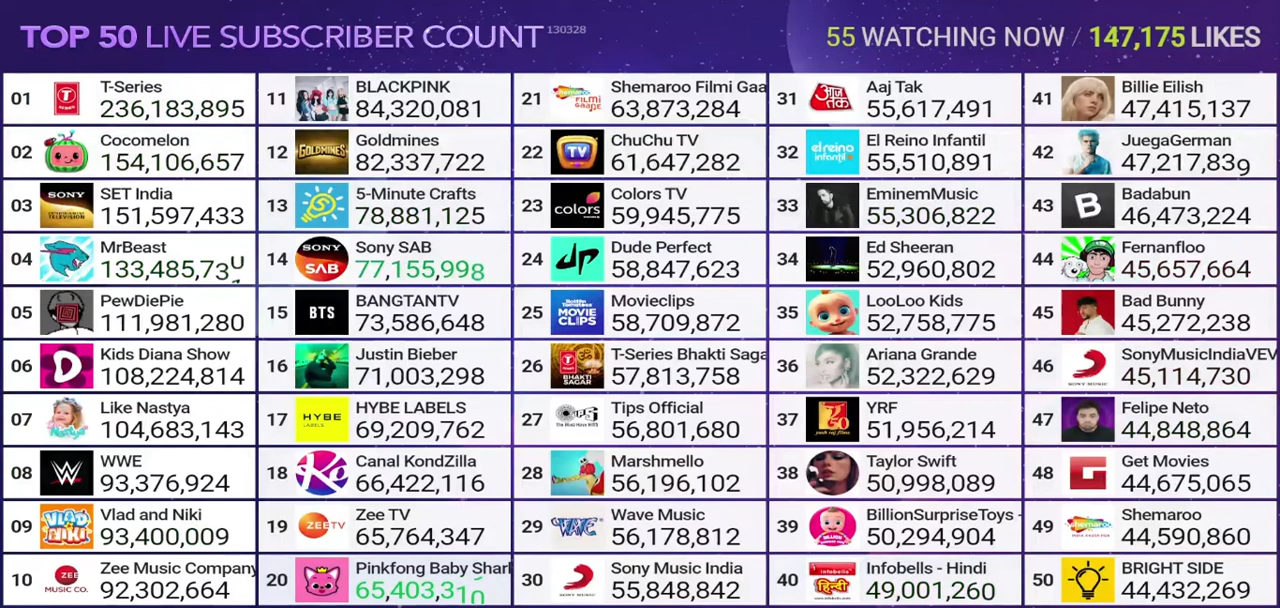 TOP 50 LIVE SUBSCRIBER COUNT 130328
55 WATCHING NOW / 147,175 LIKES
01 T-Series 236,183,895
02 Cocomelon 154,106,657
03 SET India 151,597,433
04 MrBeast 133,485,730
05 PewDiePie 111,981,280
06 Kids Diana Show 108,224,814
07 Like Nastya 104,683,143
08 WWE 93,376,924
09 Vlad and Niki 93,400,009
10 Zee Music Company 92,302,664
11 BLACKPINK 84,320,081
12 Goldmines 82,337,722
13 5-Minute Crafts 78,881,125
14 Sony SAB 77,155,998
15 BANGTANTV 73,586,648
16 Justin Bieber 71,003,298
17 HYBE LABELS 69,209,762
18 Canal KondZilla 66,422,116
19 Zee TV 65,764,347
20 Pinkfong Baby Shark 65,403,310
21 Shemaroo Filmi Gaa 63,873,284
22 ChuChu TV 61,647,282
23 Colors TV 59,945,775
24 Dude Perfect 58,847,623
25 Movieclips 58,709,872
26 T-Series Bhakti Saga 57,813,758
27 Tips Official 56,801,680
28 Marshmello 56,196,102
29 Wave Music 56,178,812
30 Sony Music India 55,848,842
31 Aaj Tak 55,617,491
32 El Reino Infantil 55,510,891
33 EminemMusic 55,306,822
34 Ed Sheeran 52,960,802
35 LooLoo Kids 52,758,775
36 Ariana Grande 52,322,629
37 YRF 51,956,214
38 Taylor Swift 50,998,089
39 BillionSurpriseToys - 50,294,904
40 Infobells - Hindi 49,001,260
41 Billie Eilish 47,415,137
42 JuegaGerman 47,217,839
43 Badabun 46,473,224
44 Fernanfloo 45,657,664
45 Bad Bunny 45,272,238
46 SonyMusicIndiaVEV 45,114,730
47 Felipe Neto 44,848,864
48 Get Movies 44,675,065
49 Shemaroo 44,590,860
50 BRIGHT SIDE 44,432,269